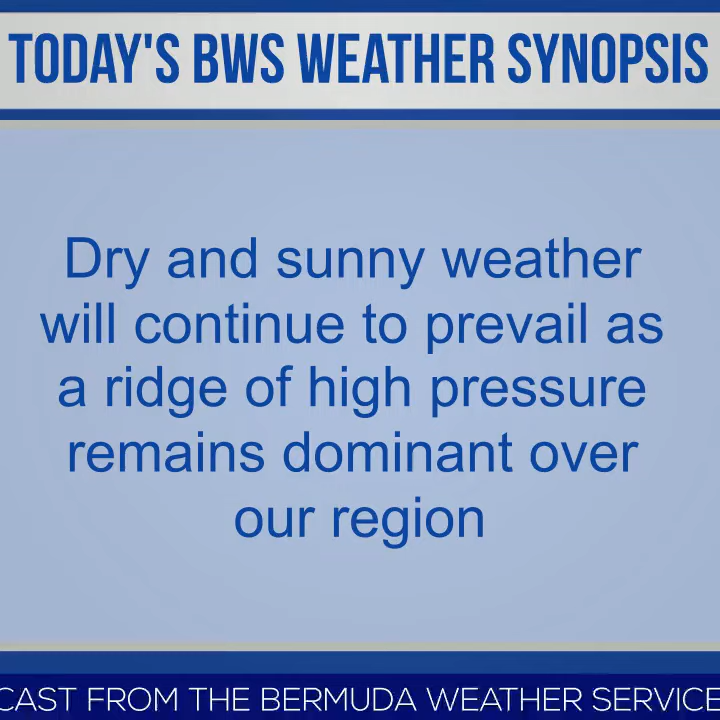 TODAY'S BWS WEATHER SYNOPSIS
Dry and sunny weather
will continue to prevail as
a ridge of high pressure
remains dominant over
our region
CAST FROM THE BERMUDA WEATHER SERVICE